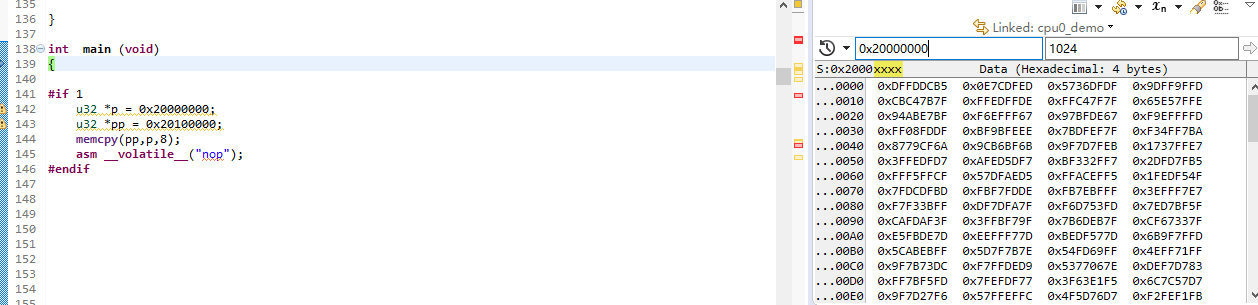 135
136 }
137
138 int  main (void)
139 {
140
141 #if 1
142     u32 *p = 0x20000000;
143     u32 *pp = 0x20100000;
144     memcpy(pp,p,8);
145     asm __volatile__("nop");
146 #endif
147
148
149
150
151
152
153
154
155
Linked: cpu0_demo
0x20000000 1024
S:0x2000xxxx Data (Hexadecimal: 4 bytes)
...0000 0xDFFDDCB5 0x0E7CDFED 0x5736DFDF 0x9DFF9FFD
...0010 0xCBC47B7F 0xFFEDFFDE 0xFFC47F7F 0x65E57FFE
...0020 0x94ABE7BF 0xF6EFFF67 0x97BFDE67 0xF9EFFFFD
...0030 0xFF08FDDF 0xBF9BFEEE 0x7BDFEF7F 0xF34FF7BA
...0040 0x8779CF6A 0x9CB6BF6B 0x9F7D7FEB 0x1737FFE7
...0050 0x3FFEDFD7 0xAFED5DF7 0xBF332FF7 0x2DFD7FB5
...0060 0xFFF5FFCF 0x57DFAED5 0xFFACEFF5 0x1FEDF54F
...0070 0x7FDCDFBD 0xFBF7FDDE 0xFB7EBFFF 0x3EFFF7E7
...0080 0xF7F33BFF 0xDF7DFA7F 0xF6D753FD 0x7ED7BF5F
...0090 0xCAFDAF3F 0x3FFBF79F 0x7B6DEB7F 0xCF67337F
...00A0 0xE5FBDE7D 0xEEFFF77D 0xBEDF577D 0x6B9F7FFD
...00B0 0x5CABEBFF 0x5D7F7B7E 0x54FD69FF 0x4EFF71FF
...00C0 0x9F7B73DC 0xF7FFDED9 0x5377067E 0xDEF7D783
...00D0 0xFF7BF5FD 0x7FEFDF77 0x3F63E1F5 0x6C7C57D7
...00E0 0x9F7D27F6 0x57FFEFFC 0x4F5D76D7 0xF2FEF1FB